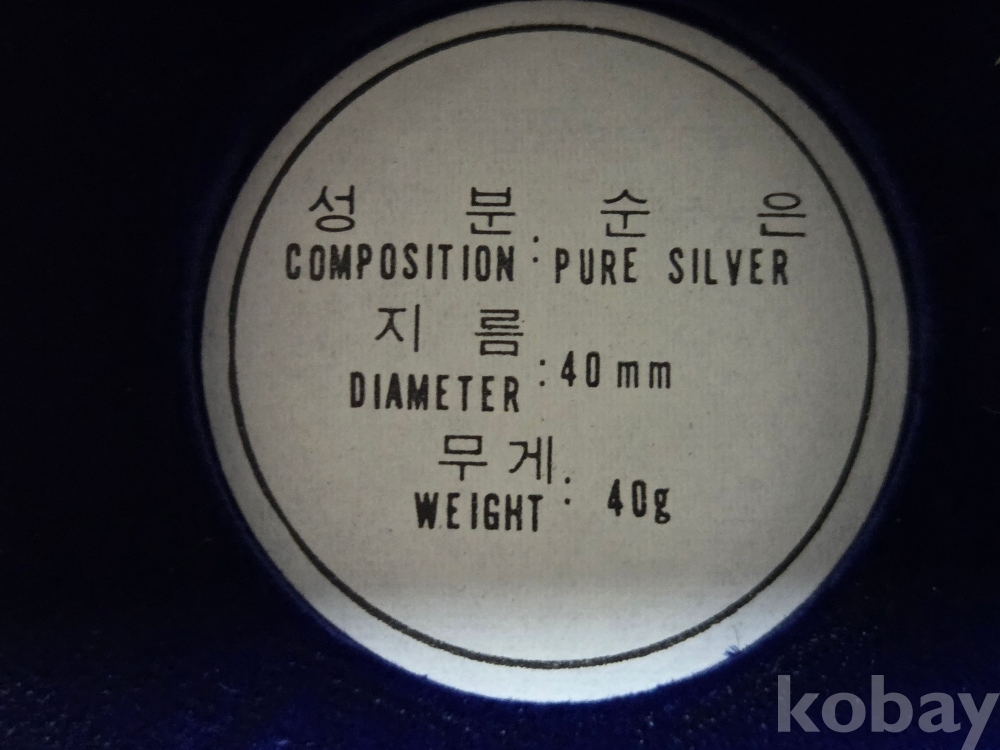 성 분 : 순 은
COMPOSITION : PURE SILVER
지 름
DIAMETER : 40 mm
무 게
WEIGHT : 40g
kobay